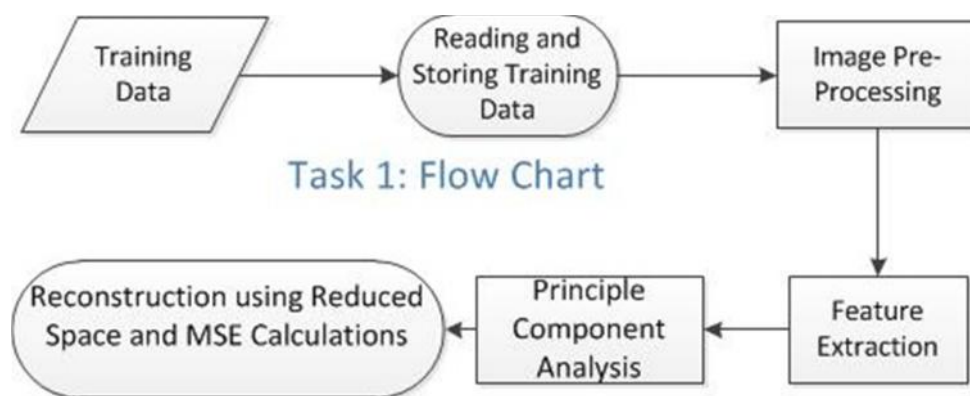 Training
Data
Reading and
Storing Training
Data
Image Pre-
Processing
Task 1: Flow Chart
Reconstruction using Reduced
Space and MSE Calculations
Principle
Component
Analysis
Feature
Extraction